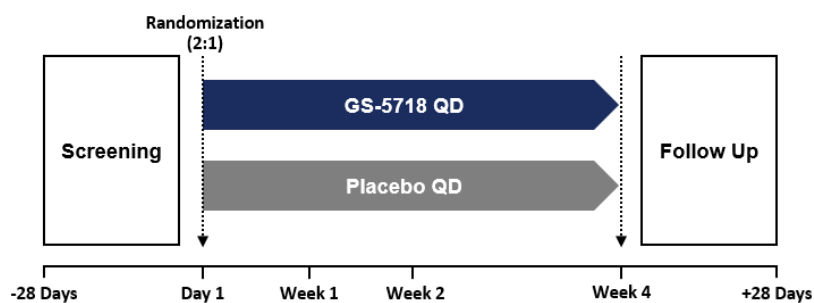 Randomization
(2:1)
Screening
GS-5718 QD
Placebo QD
Follow Up
-28 Days
Day 1
Week 1
Week 2
Week 4
+28 Days